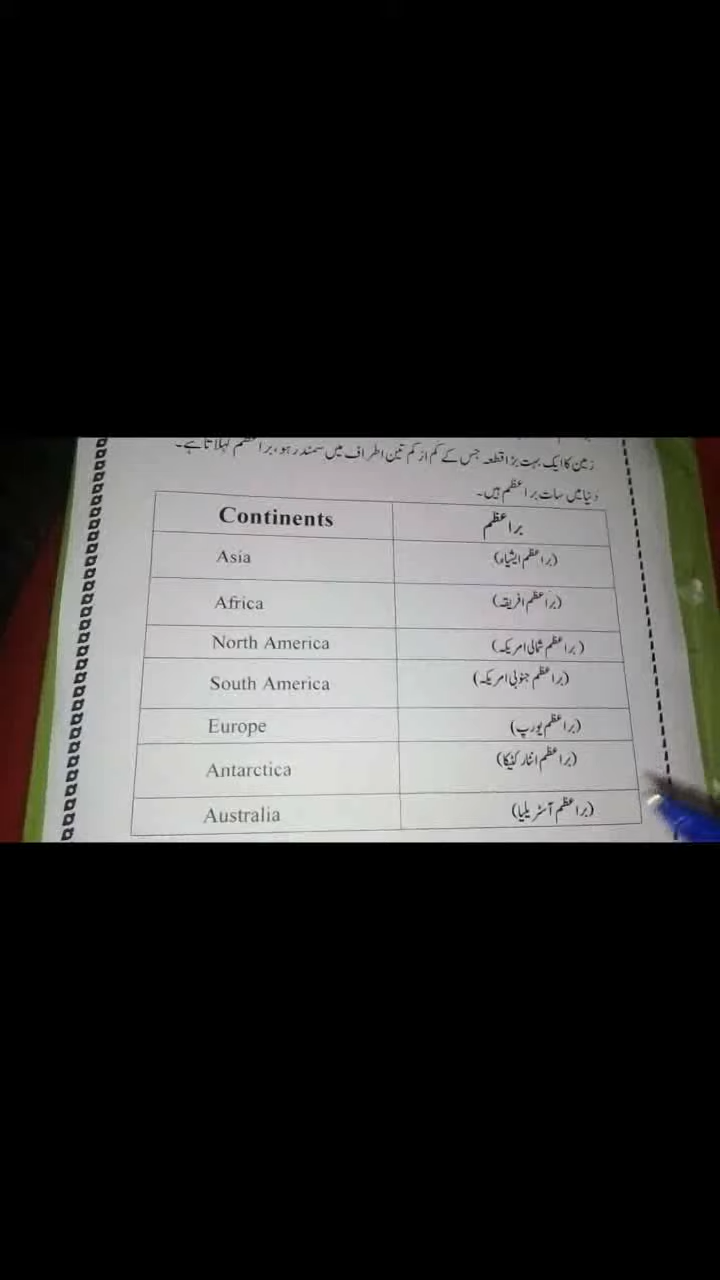 زمین کا ایک بہت بڑا قطعہ جس کے کم از کم تین اطراف میں سمندر ہو، براعظم کہلاتا ہے۔
دنیا میں سات براعظم ہیں۔
Continents براعظم
Asia (براعظم ایشیاء)
Africa (براعظم افریقہ)
North America (براعظم شمالی امریکہ)
South America (براعظم جنوبی امریکہ)
Europe (براعظم یورپ)
Antarctica (براعظم انٹارکٹیکا)
Australia (براعظم آسٹریلیا)